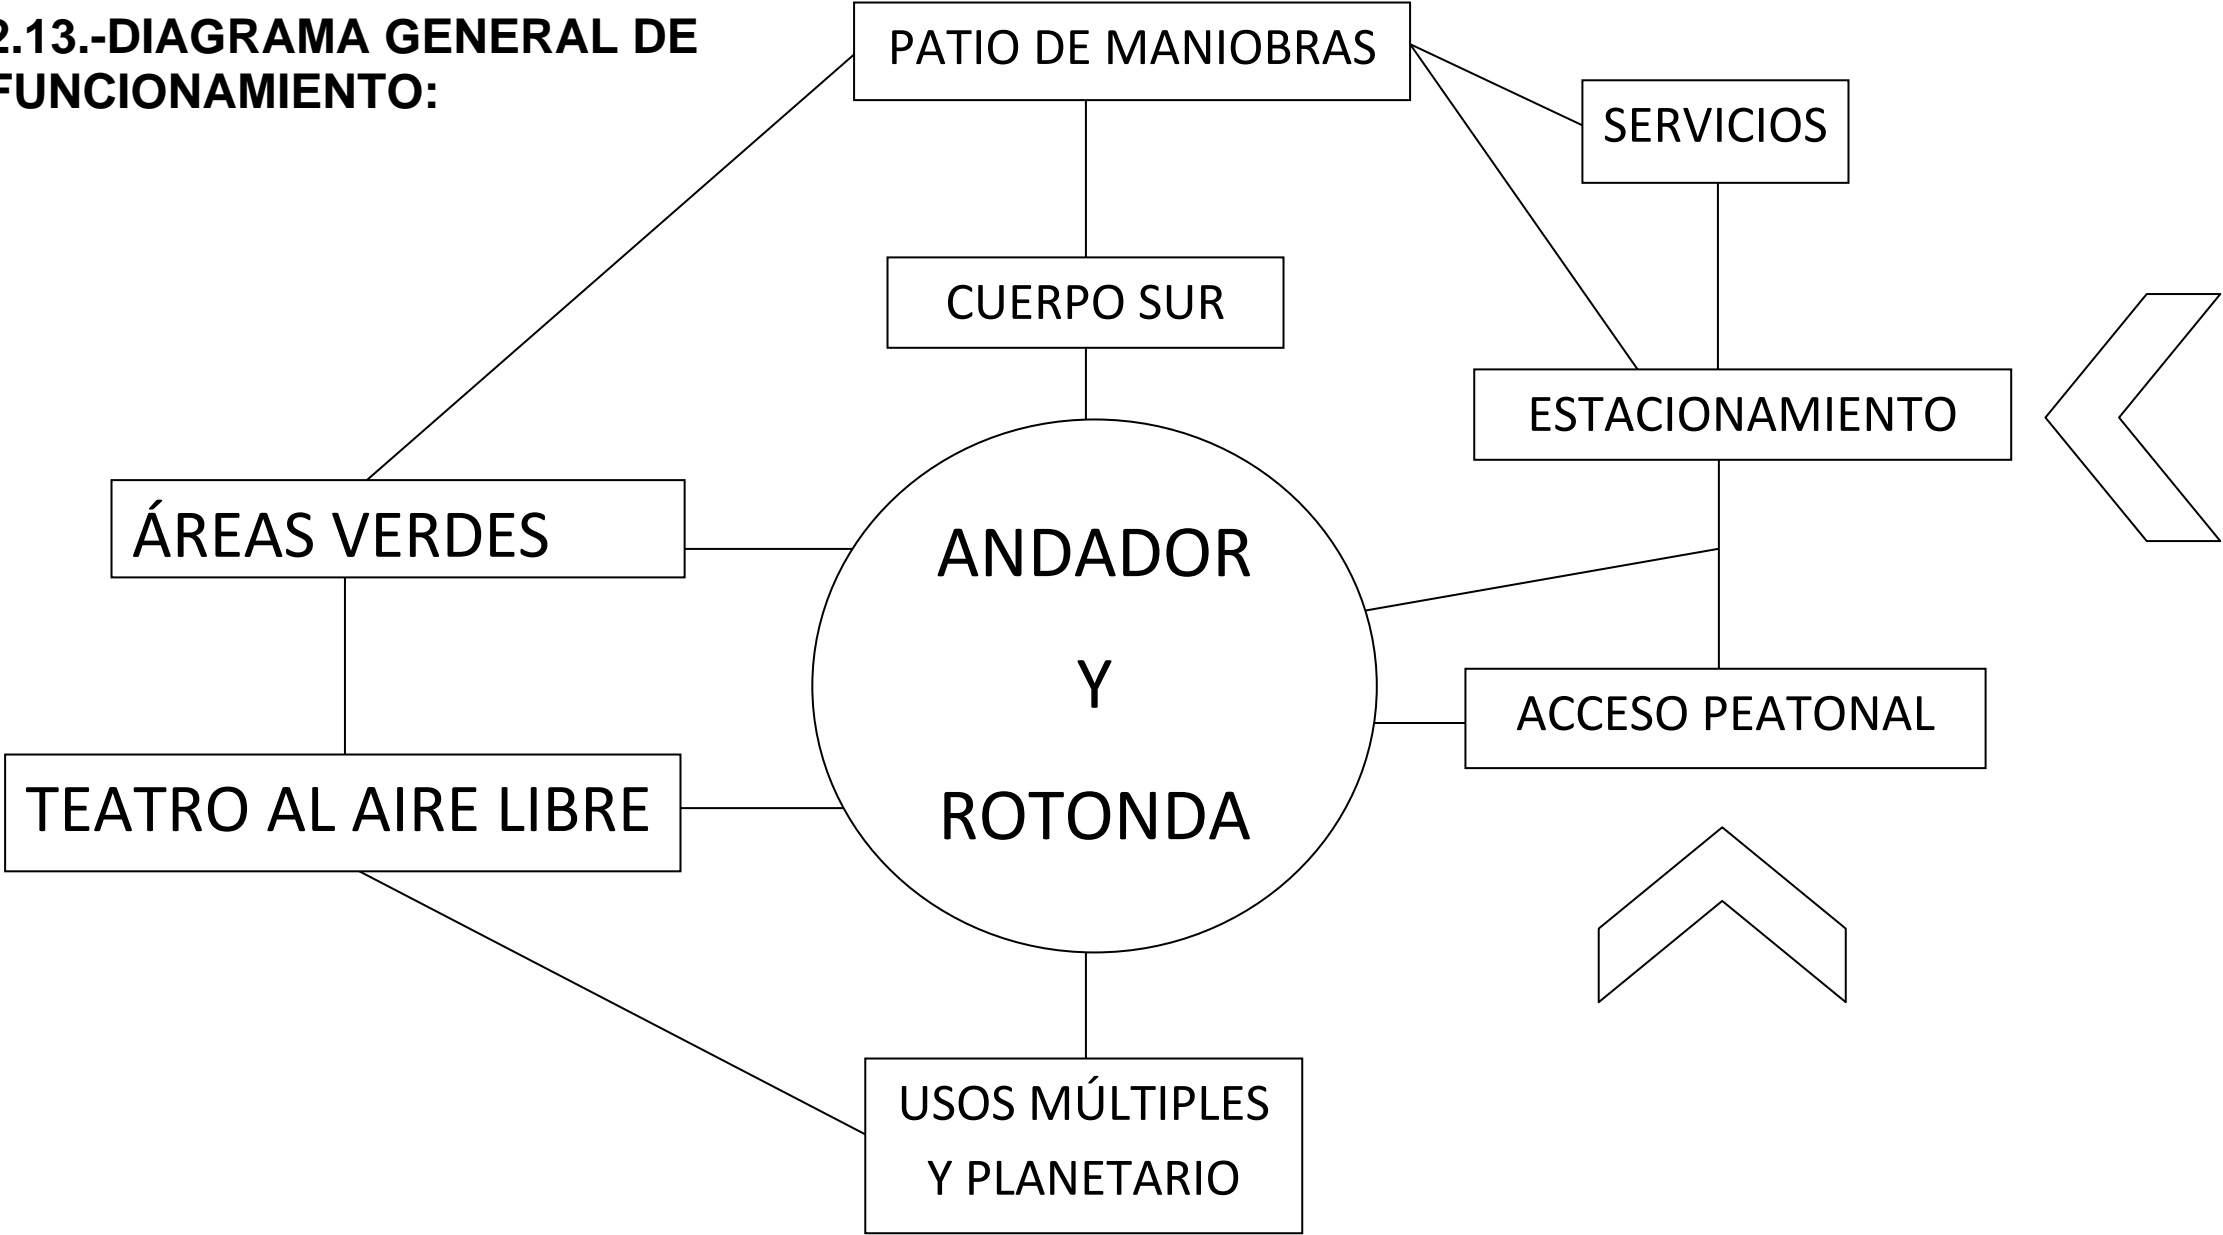 2.13.-DIAGRAMA GENERAL DE
FUNCIONAMIENTO:
PATIO DE MANIOBRAS
SERVICIOS
CUERPO SUR
ESTACIONAMIENTO
ÁREAS VERDES
ANDADOR
Y
ROTONDA
ACCESO PEATONAL
TEATRO AL AIRE LIBRE
USOS MÚLTIPLES
Y PLANETARIO